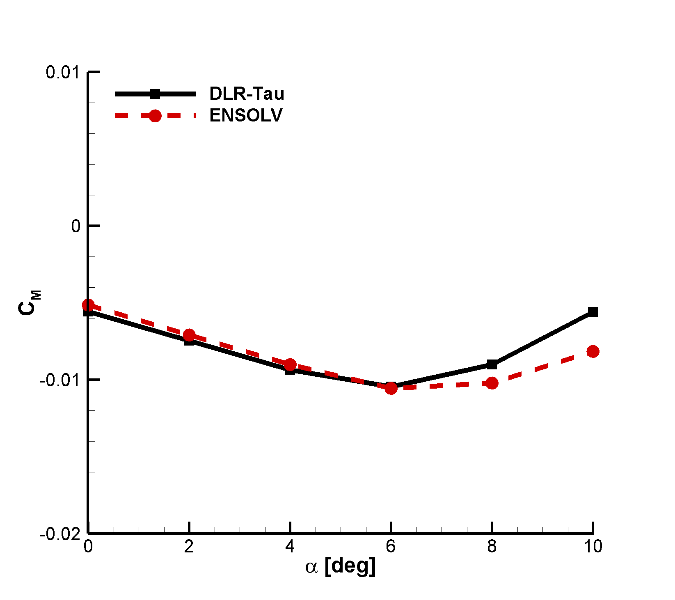 0.01
DLR-Tau
ENSOLV
0
C_M
-0.01
-0.02
0 2 4 6 8 10
α [deg]